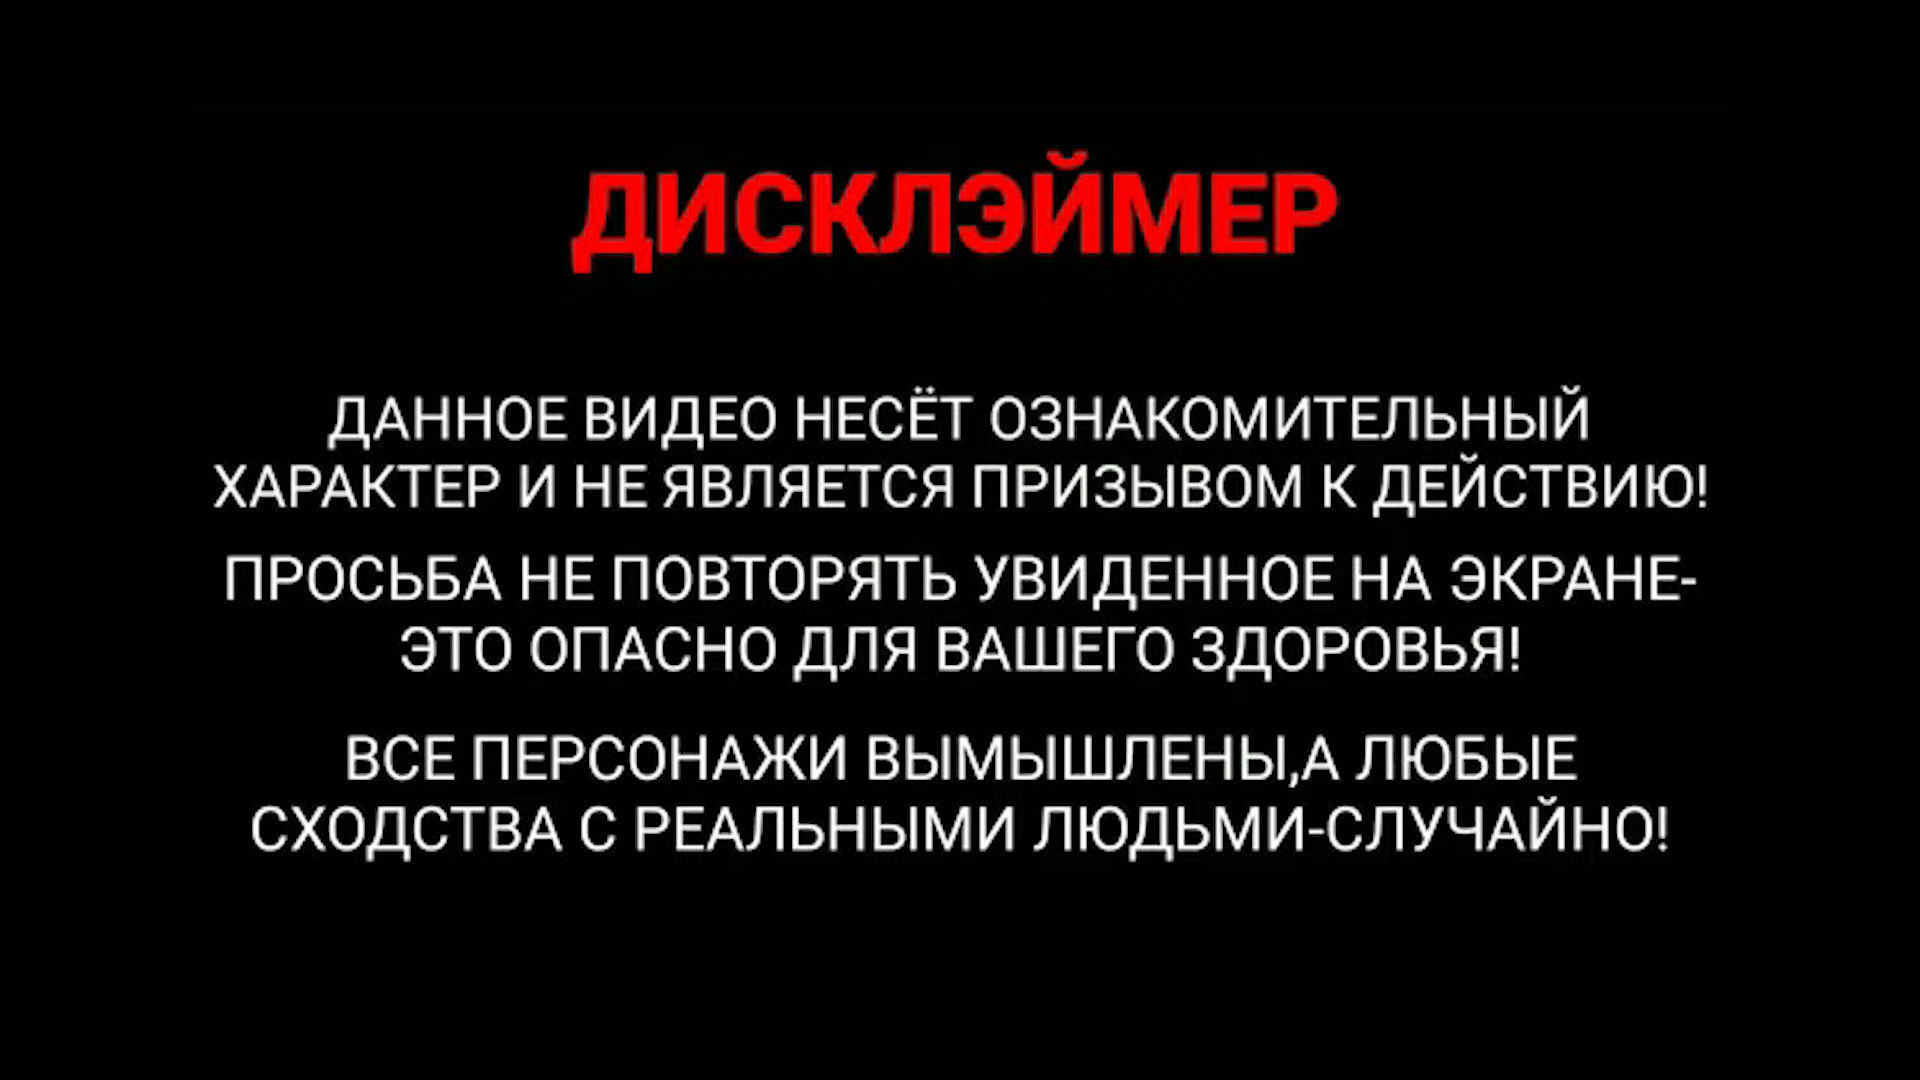 ДИСКЛЭЙМЕР
ДАННОЕ ВИДЕО НЕСЁТ ОЗНАКОМИТЕЛЬНЫЙ
ХАРАКТЕР И НЕ ЯВЛЯЕТСЯ ПРИЗЫВОМ К ДЕЙСТВИЮ!
ПРОСЬБА НЕ ПОВТОРЯТЬ УВИДЕННОЕ НА ЭКРАНЕ-
ЭТО ОПАСНО ДЛЯ ВАШЕГО ЗДОРОВЬЯ!
ВСЕ ПЕРСОНАЖИ ВЫМЫШЛЕНЫ,А ЛЮБЫЕ
СХОДСТВА С РЕАЛЬНЫМИ ЛЮДЬМИ-СЛУЧАЙНО!